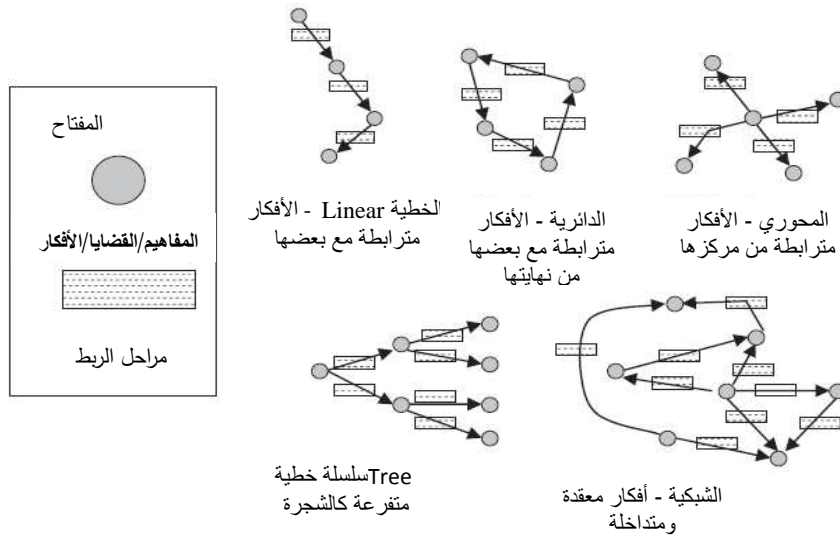 المفتاح
المفاهيم/القضايا/الأفكار
مراحل الربط
الخطية Linear - الأفكار
مترابطة مع بعضها
الدائرية - الأفكار
مترابطة مع بعضها
من نهايتها
المحوري - الأفكار
مترابطة من مركزها
Treeسلسلة خطية
متفرعة كالشجرة
الشبكية - أفكار معقدة
ومتداخلة